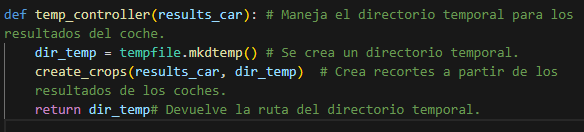 def temp_controller(results_car): # Maneja el directorio temporal para los
resultados del coche.
    dir_temp = tempfile.mkdtemp() # Se crea un directorio temporal.
    create_crops(results_car, dir_temp)  # Crea recortes a partir de los
    resultados de los coches.
    return dir_temp# Devuelve la ruta del directorio temporal.